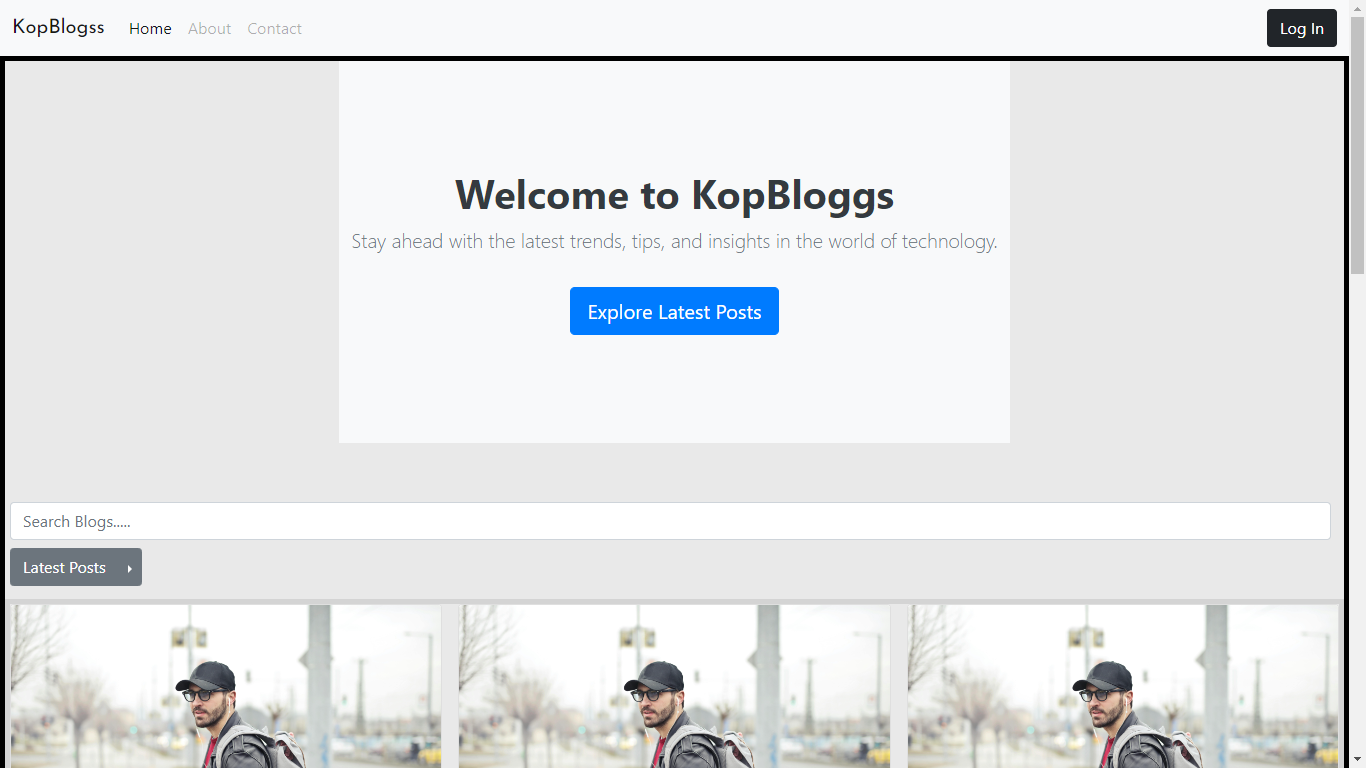 KopBlogss Home About Contact Log In
Welcome to KopBloggs
Stay ahead with the latest trends, tips, and insights in the world of technology.
Explore Latest Posts
Search Blogs.....
Latest Posts